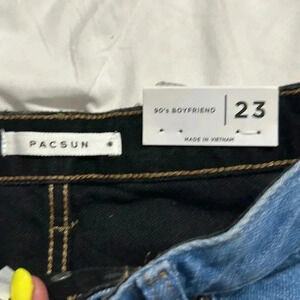 PACSUN
90's BOYFRIEND 23
MADE IN VIETNAM